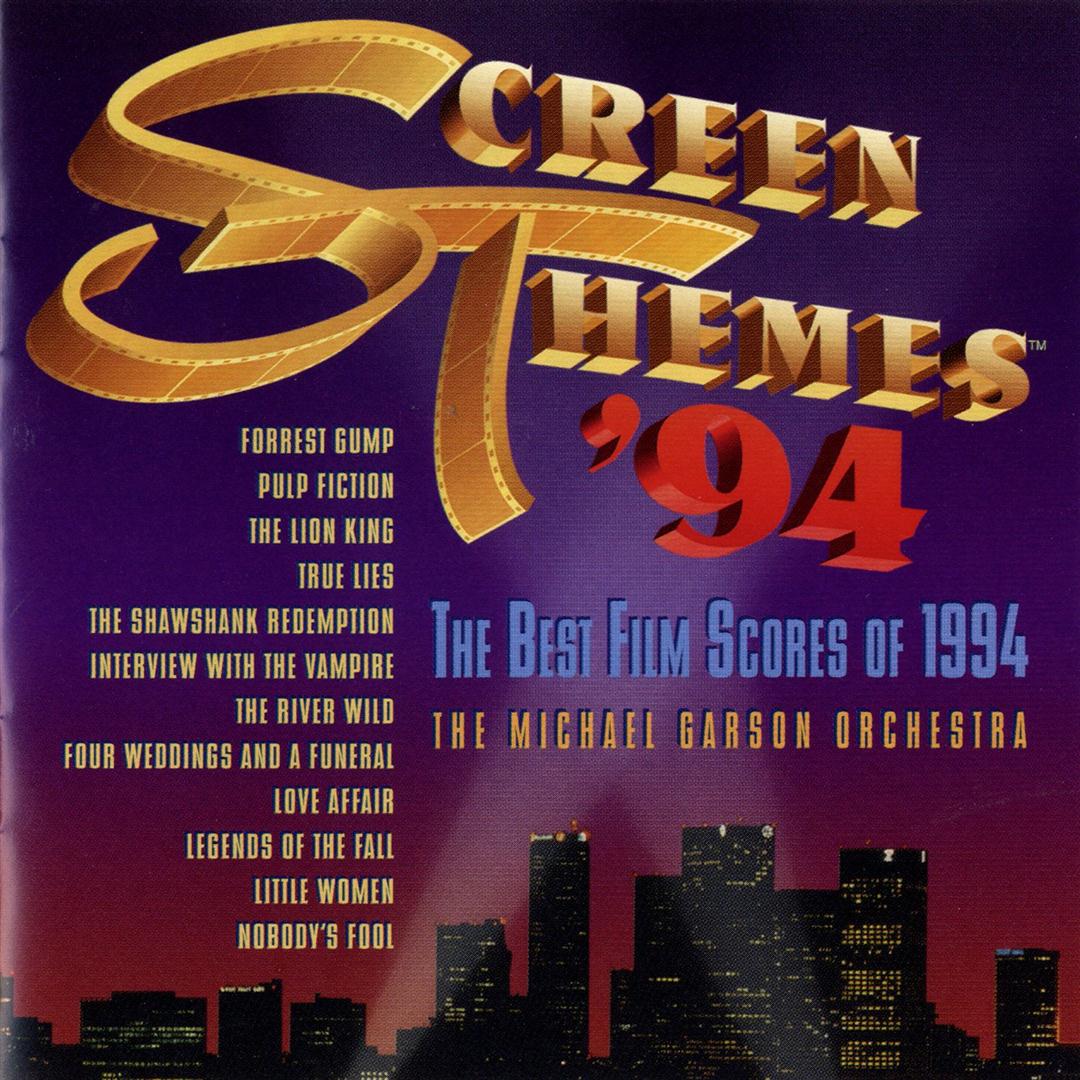 SCREEN
THEMES™
'94
FORREST GUMP
PULP FICTION
THE LION KING
TRUE LIES
THE SHAWSHANK REDEMPTION
INTERVIEW WITH THE VAMPIRE
THE RIVER WILD
FOUR WEDDINGS AND A FUNERAL
LOVE AFFAIR
LEGENDS OF THE FALL
LITTLE WOMEN
NOBODY'S FOOL
THE BEST FILM SCORES OF 1994
THE MICHAEL GARSON ORCHESTRA